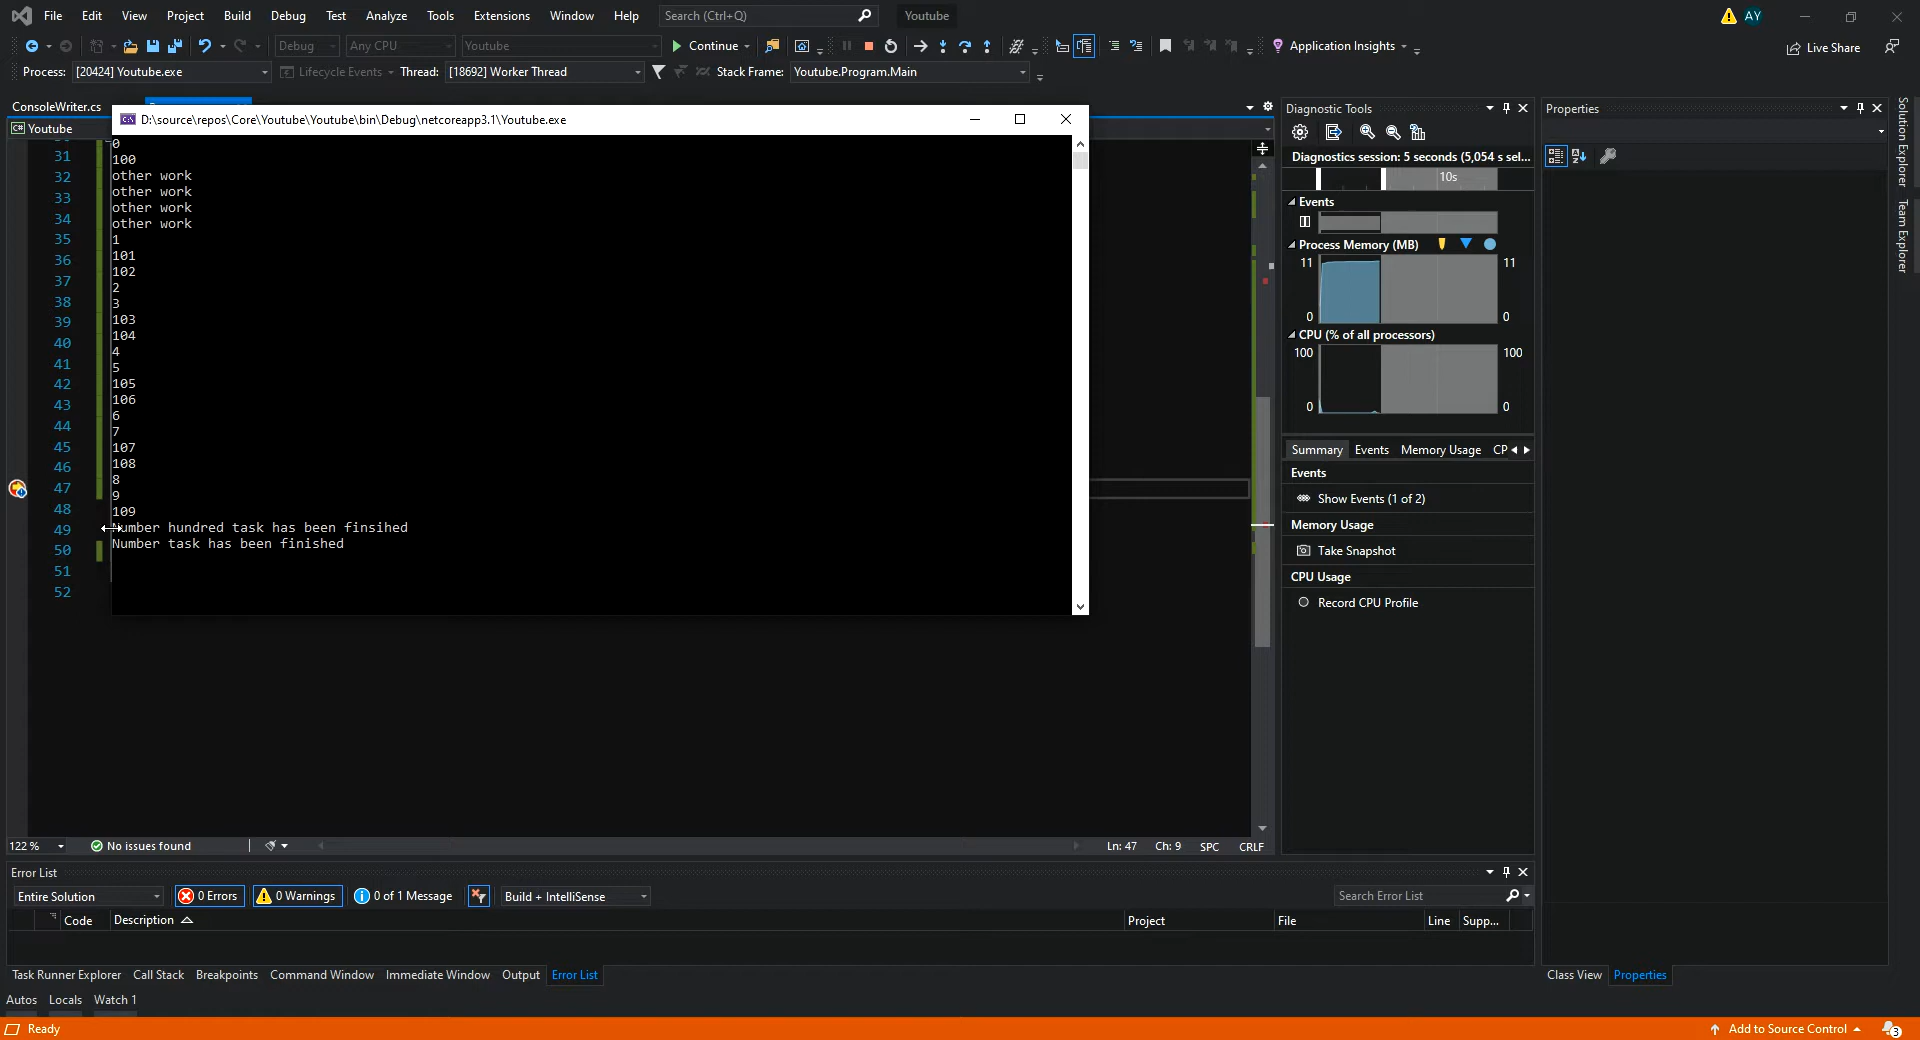 File Edit View Project Build Debug Test Analyze Tools Extensions Window Help Search (Ctrl+Q) Youtube AY
Debug Any CPU Youtube Continue Application Insights Live Share
Process: [20424] Youtube.exe Lifecycle Events Thread: [18692] Worker Thread Stack Frame: Youtube.Program.Main
ConsoleWriter.cs
C# Youtube
D:\source\repos\Core\Youtube\Youtube\bin\Debug\netcoreapp3.1\Youtube.exe
0
100
other work
other work
other work
other work
1
101
102
2
3
103
104
4
5
105
106
6
7
107
108
8
9
109
Number hundred task has been finsihed
Number task has been finished
31
32
33
34
35
36
37
38
39
40
41
42
43
44
45
46
47
48
49
50
51
52
122 % No issues found Ln: 47 Ch: 9 SPC CRLF
Diagnostic Tools
Diagnostics session: 5 seconds (5,054 s sel...
10s
Events
Process Memory (MB)
11 11
0 0
CPU (% of all processors)
100 100
0 0
Summary Events Memory Usage CP
Events
Show Events (1 of 2)
Memory Usage
Take Snapshot
CPU Usage
Record CPU Profile
Properties
Solution Explorer
Team Explorer
Error List
Entire Solution 0 Errors 0 Warnings 0 of 1 Message Build + IntelliSense Search Error List
Code Description Project File Line Supp...
Task Runner Explorer Call Stack Breakpoints Command Window Immediate Window Output Error List
Class View Properties
Autos Locals Watch 1
Ready Add to Source Control 3